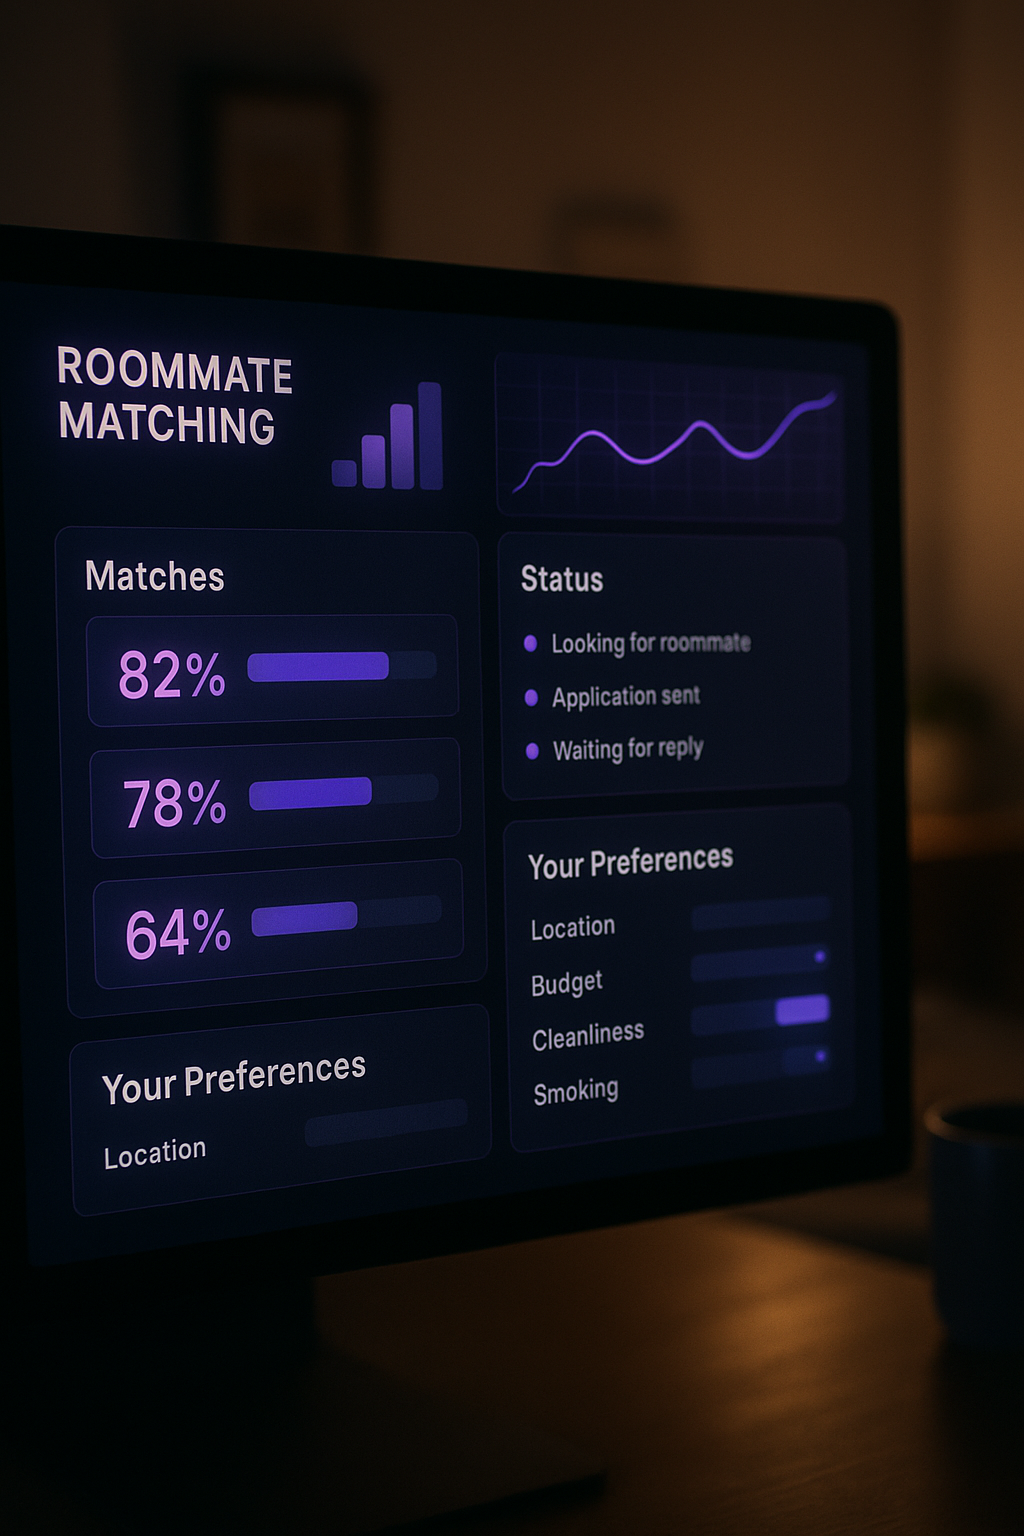 ROOMMATE
MATCHING
Matches
82%
78%
64%
Your Preferences
Location
Status
Looking for roommate
Application sent
Waiting for reply
Your Preferences
Location
Budget
Cleanliness
Smoking